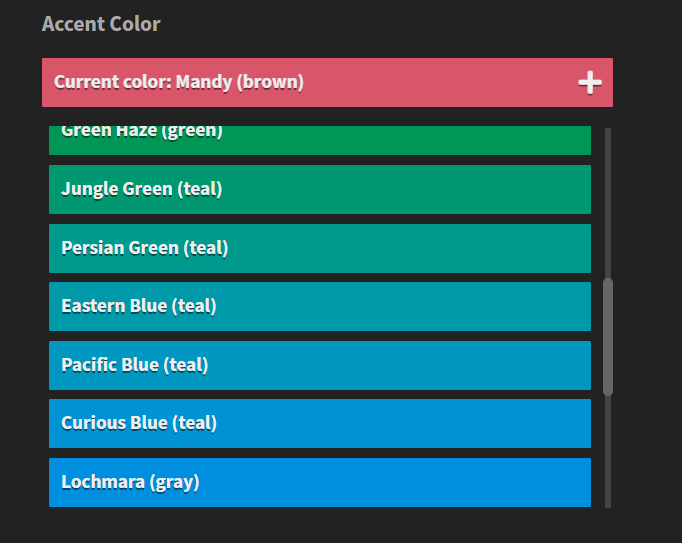 Accent Color
Current color: Mandy (brown)
Green Haze (green)
Jungle Green (teal)
Persian Green (teal)
Eastern Blue (teal)
Pacific Blue (teal)
Curious Blue (teal)
Lochmara (gray)